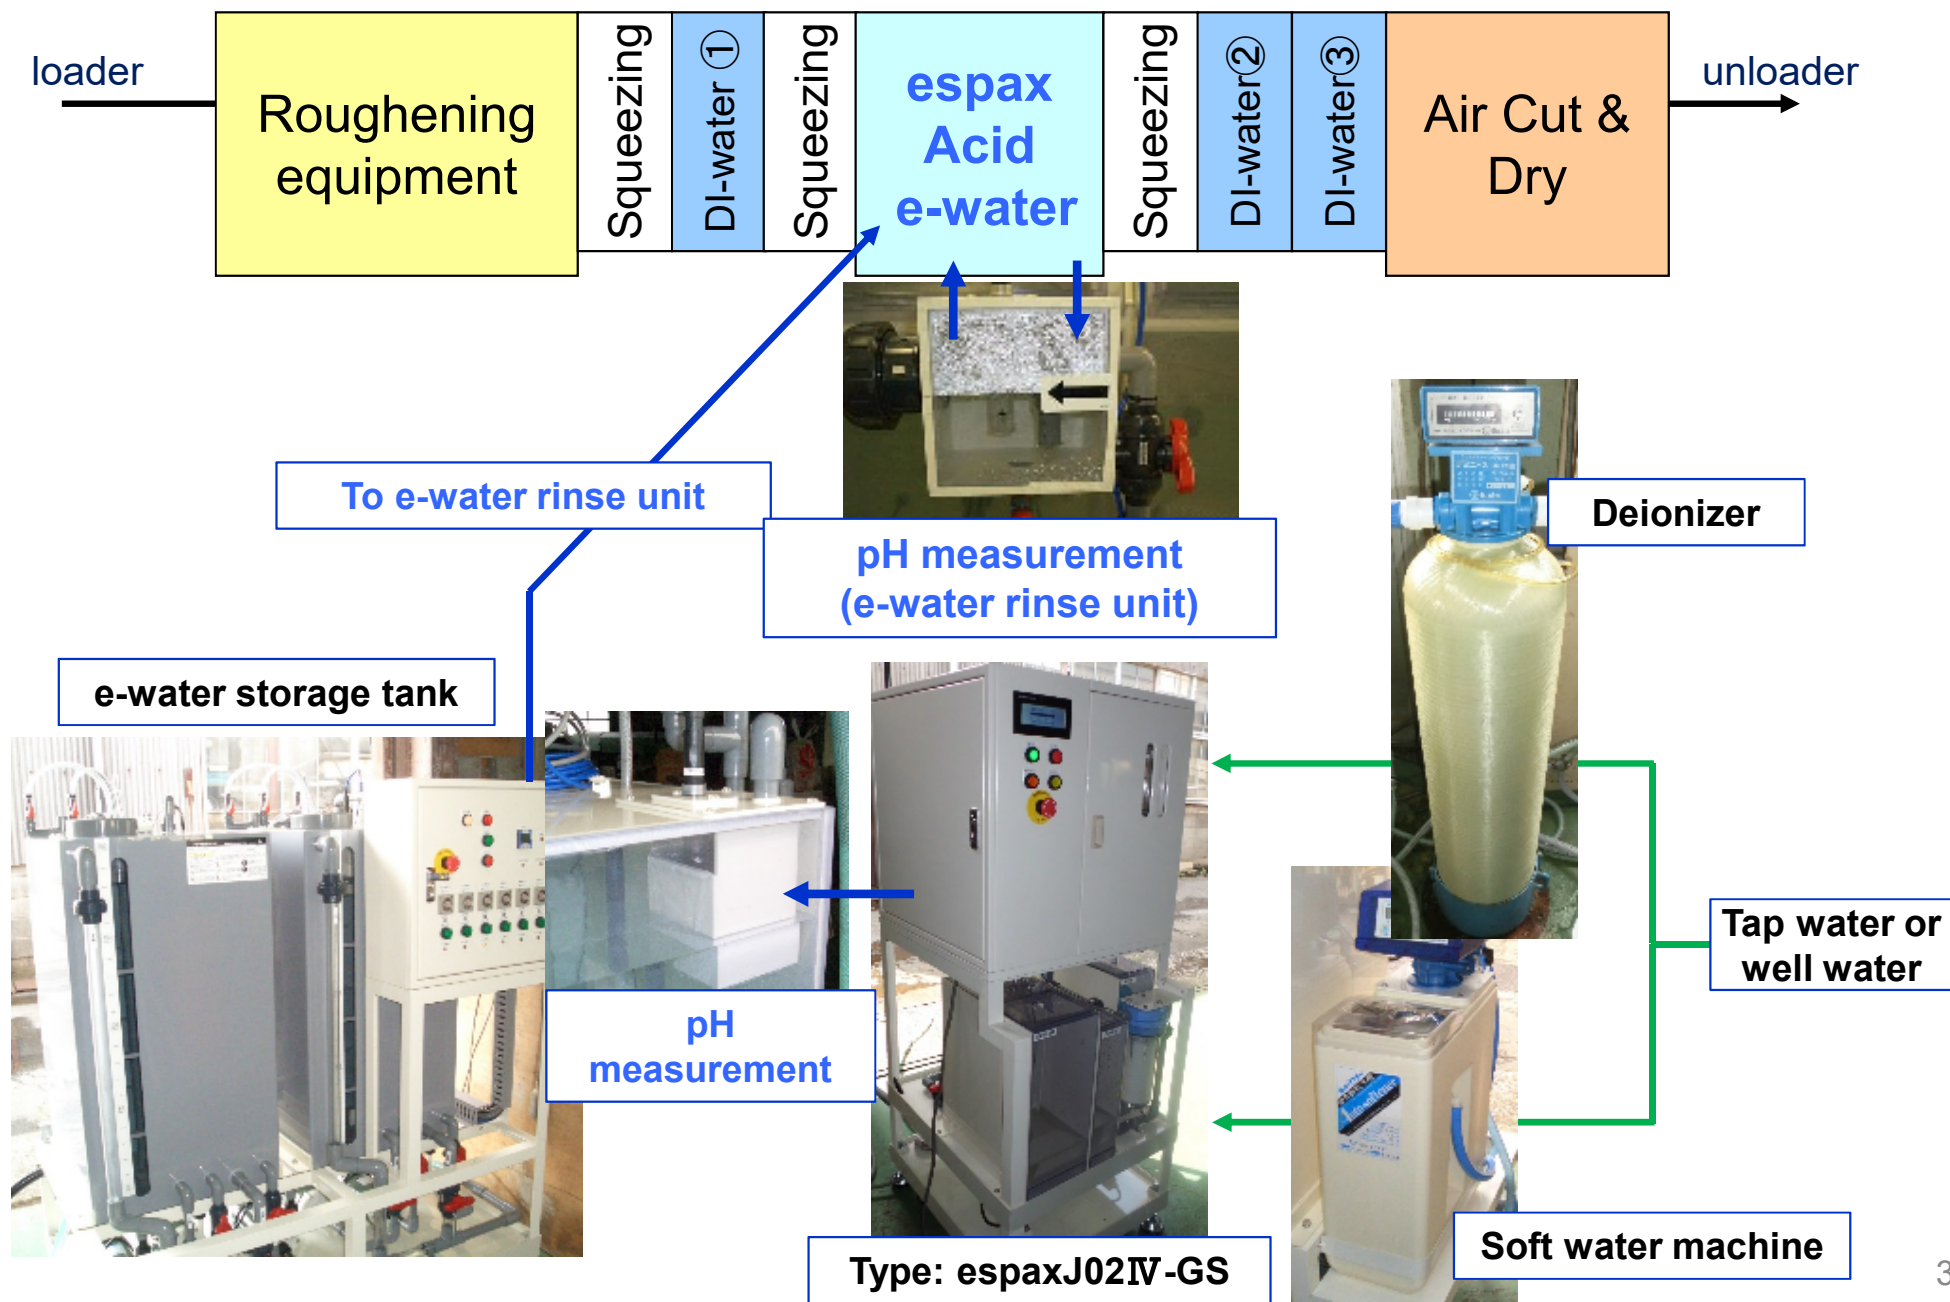 loader
Roughening
equipment
Squeezing
DI-water ①
Squeezing
espax
Acid
e-water
Squeezing
DI-water②
DI-water③
Air Cut &
Dry
unloader
To e-water rinse unit
pH measurement
(e-water rinse unit)
Deionizer
e-water storage tank
pH
measurement
Tap water or
well water
Type: espaxJ02Ⅳ-GS
Soft water machine
3